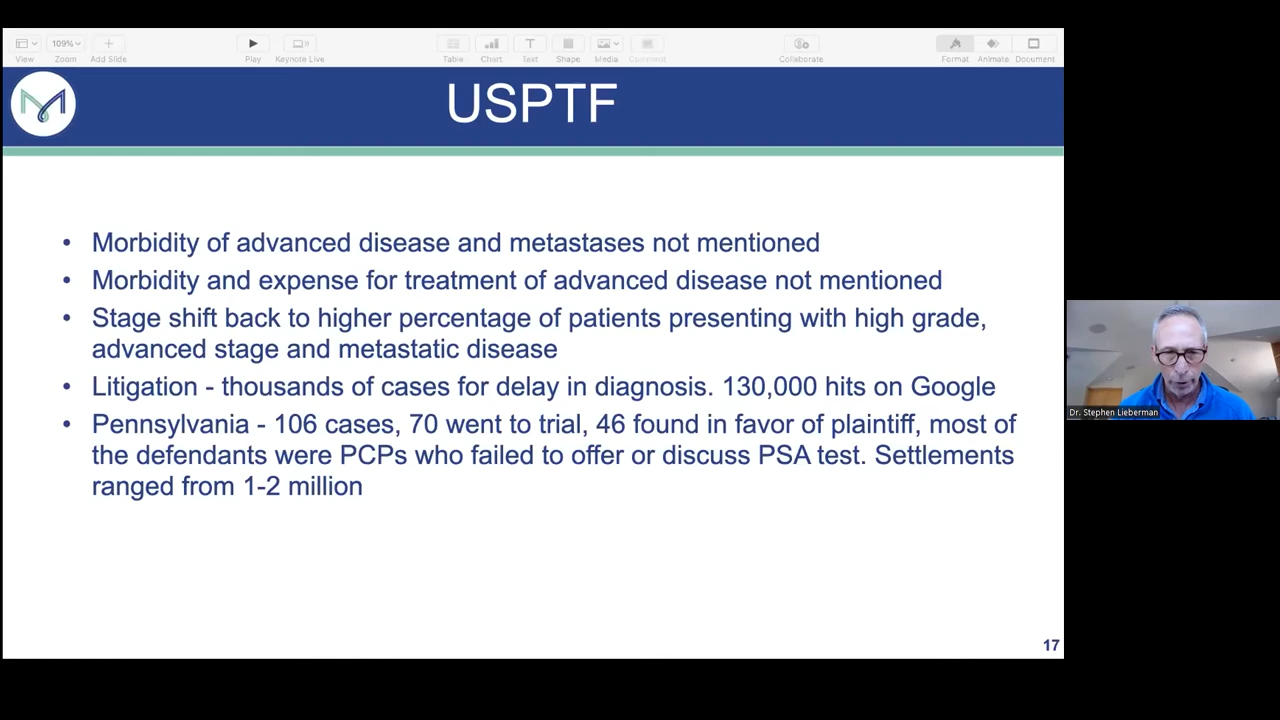 109%
View
Zoom
Add Slide
Play
Keynote Live
Table
Chart
Text
Shape
Media
Comment
Collaborate
Format
Animate
Document
USPTF
• Morbidity of advanced disease and metastases not mentioned
• Morbidity and expense for treatment of advanced disease not mentioned
• Stage shift back to higher percentage of patients presenting with high grade,
advanced stage and metastatic disease
• Litigation - thousands of cases for delay in diagnosis. 130,000 hits on Google
• Pennsylvania - 106 cases, 70 went to trial, 46 found in favor of plaintiff, most of
the defendants were PCPs who failed to offer or discuss PSA test. Settlements
ranged from 1-2 million
Dr. Stephen Lieberman
17